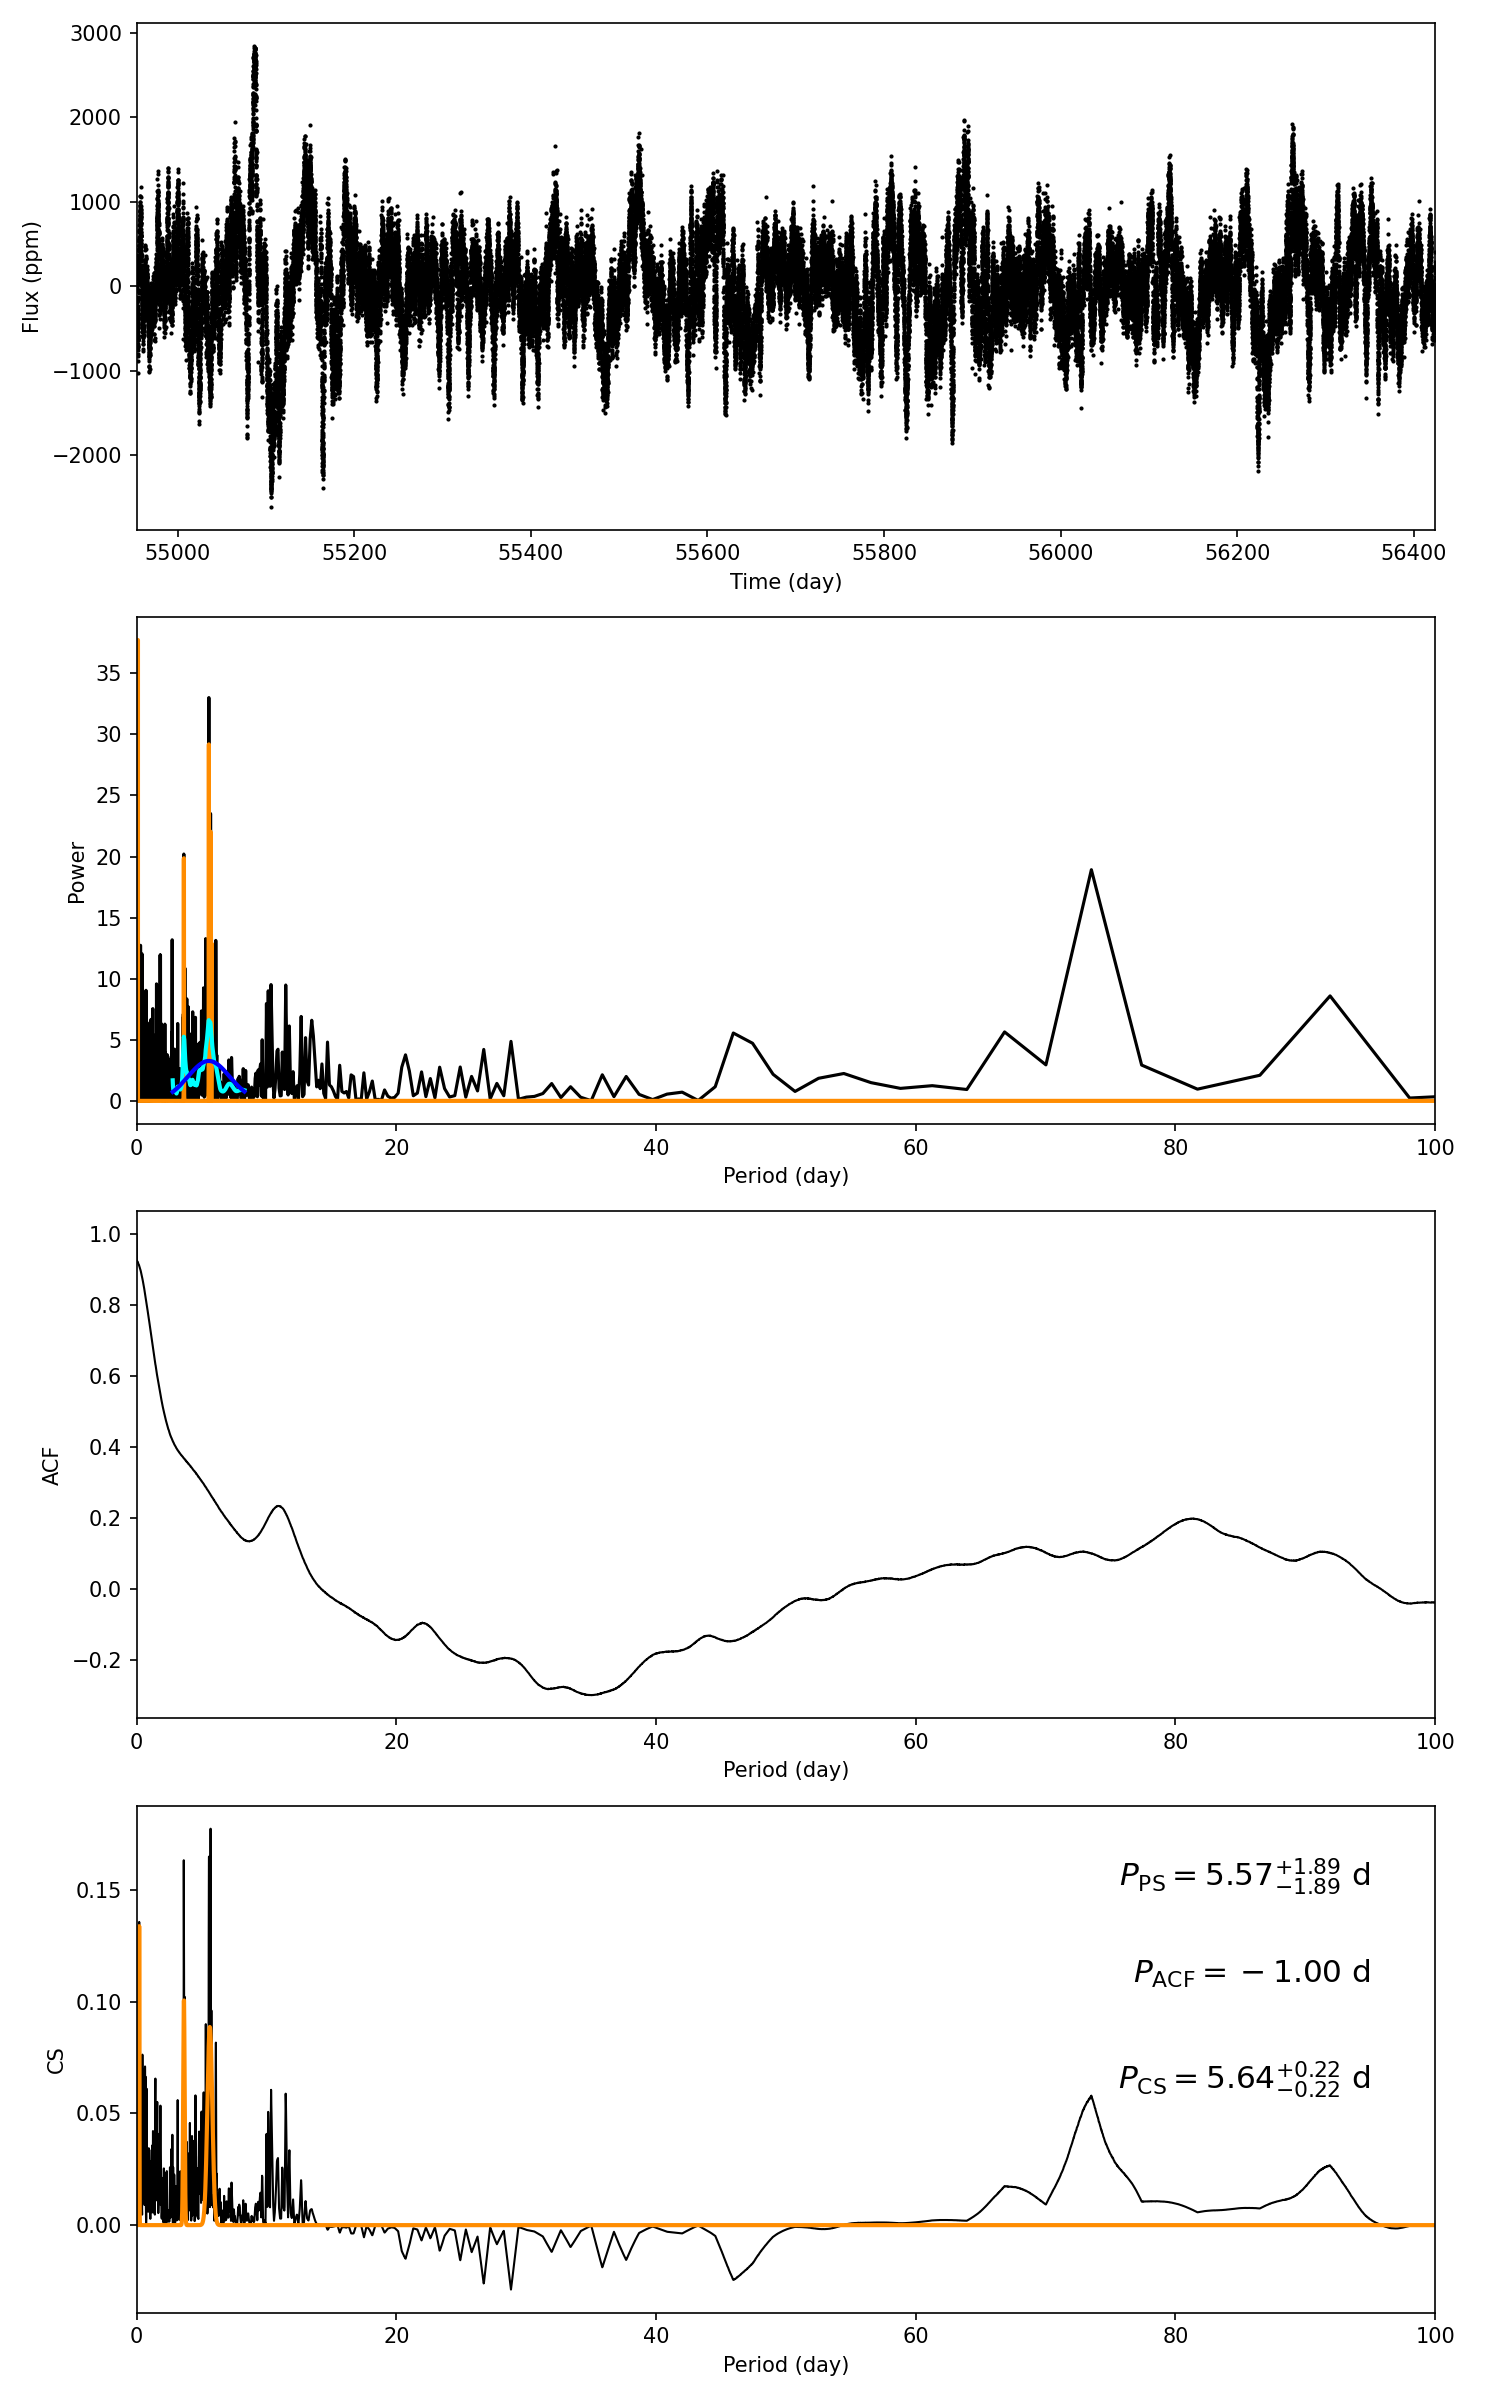 3000
2000
1000
0
−1000
−2000
Flux (ppm)
55000 55200 55400 55600 55800 56000 56200 56400
Time (day)
35
30
25
20
15
10
5
0
Power
0 20 40 60 80 100
Period (day)
1.0
0.8
0.6
0.4
0.2
0.0
−0.2
ACF
0 20 40 60 80 100
Period (day)
0.15
0.10
0.05
0.00
CS
P_PS = 5.57 +1.89 −1.89 d
P_ACF = −1.00 d
P_CS = 5.64 +0.22 −0.22 d
0 20 40 60 80 100
Period (day)